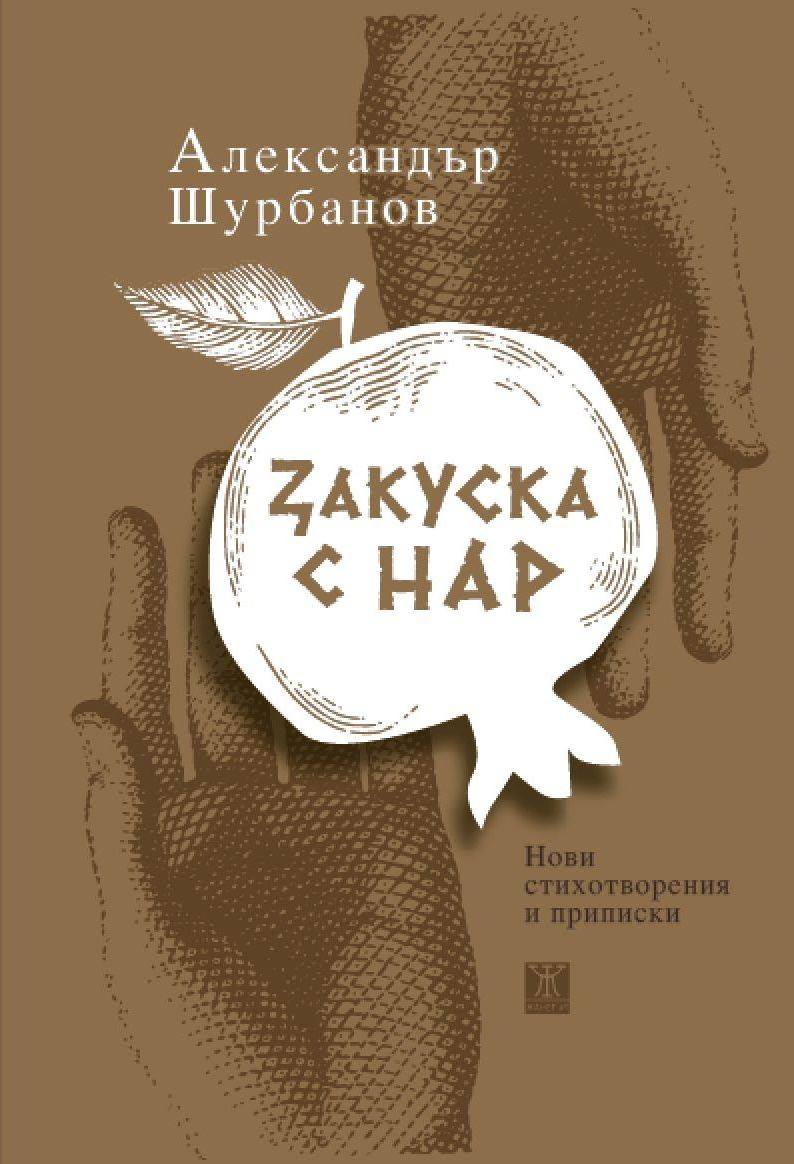 Александър
Шурбанов
Закуска
с нар
Нови
стихотворения
и приписки